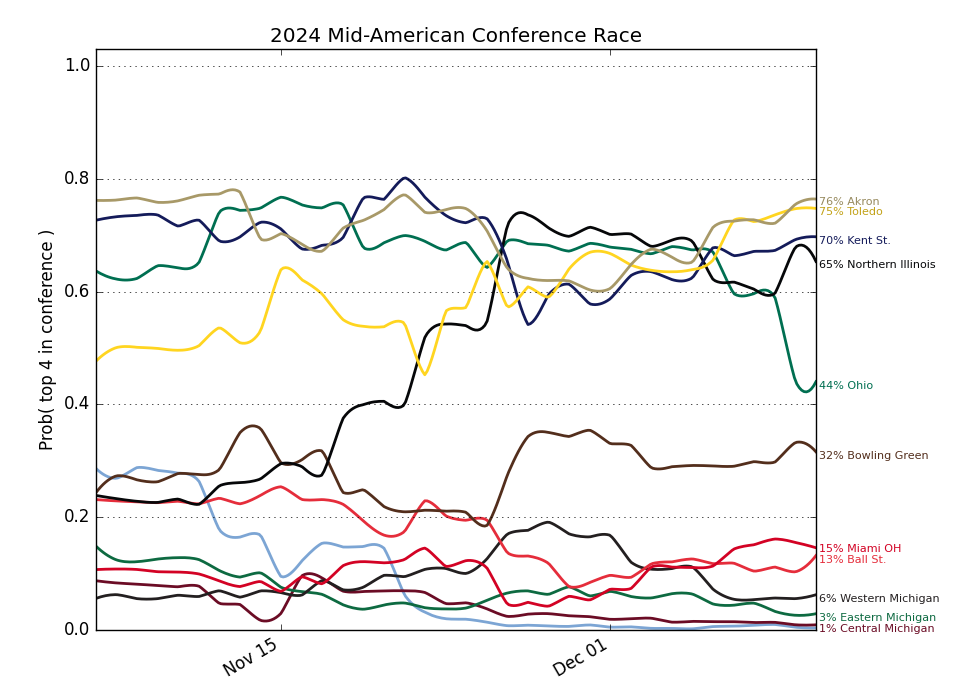 2024 Mid-American Conference Race
Prob( top 4 in conference )
1.0
0.8
0.6
0.4
0.2
0.0
Nov 15
Dec 01
76% Akron
75% Toledo
70% Kent St.
65% Northern Illinois
44% Ohio
32% Bowling Green
15% Miami OH
13% Ball St.
6% Western Michigan
3% Eastern Michigan
1% Central Michigan